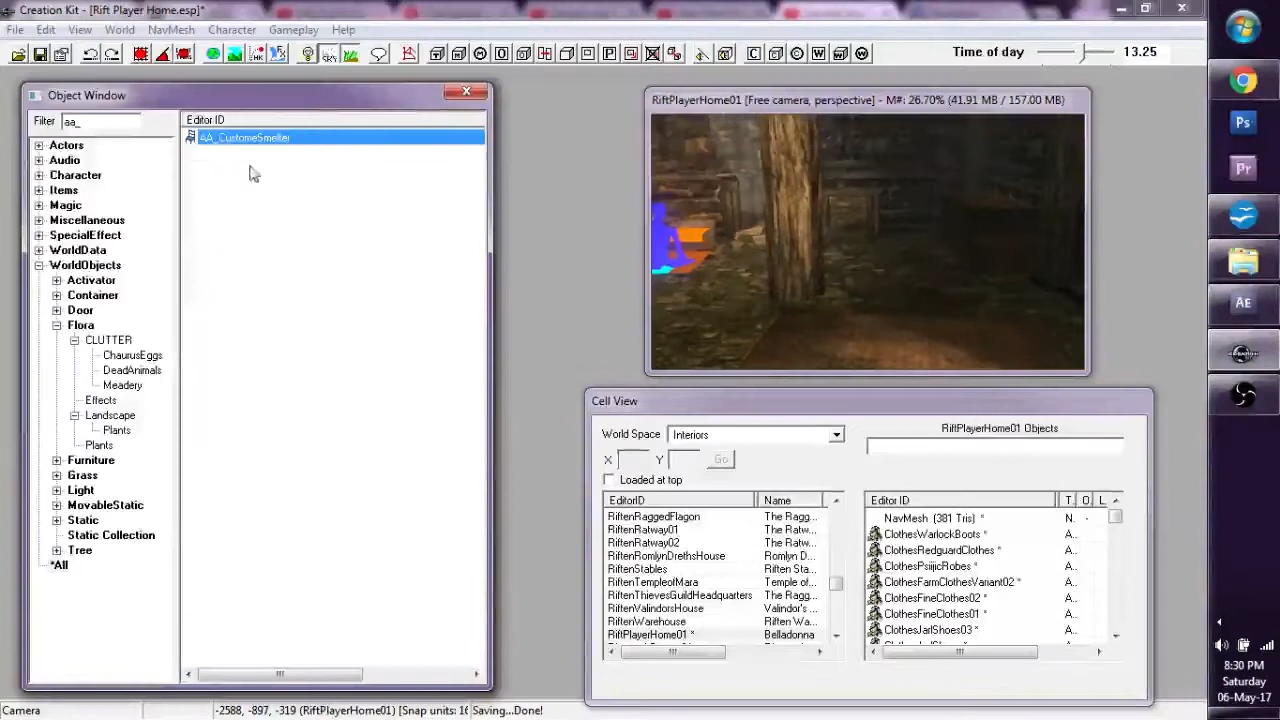 Creation Kit - [Rift Player Home.esp]*
File Edit View World NavMesh Character Gameplay Help
Time of day 13.25
Object Window
Filter aa_
Editor ID
AA_CustomeSmelter
Actors
Audio
Character
Items
Magic
Miscellaneous
SpecialEffect
WorldData
WorldObjects
Activator
Container
Door
Flora
CLUTTER
ChaurusEggs
DeadAnimals
Meadery
Effects
Landscape
Plants
Plants
Furniture
Grass
Light
MovableStatic
Static
Static Collection
Tree
*All
RiftPlayerHome01 [Free camera, perspective] - M#: 26.70% (41.91 MB / 157.00 MB)
Cell View
World Space Interiors
X Y Go
Loaded at top
EditorID Name
RiftenRaggedFlagon The Ragg...
RiftenRatway01 The Ratw...
RiftenRatway02 The Ratw...
RiftenRomlynDrethsHouse Romlyn D...
RiftenStables Riften Sta...
RiftenTempleofMara Temple of...
RiftenThievesGuildHeadquarters The Ragg...
RiftenValindorsHouse Valindor's
RiftenWarehouse Riften Wa...
RiftPlayerHome01 * Belladonna
RiftPlayerHome01 Objects
Editor ID T. O. L.
NavMesh (381 Tris) * N.
ClothesWarlockBoots * A..
ClothesRedguardClothes * A..
ClothesPsijicRobes * A..
ClothesFarmClothesVariant02 * A..
ClothesFineClothes02 * A..
ClothesFineClothes01 * A..
ClothesJarlShoes03 * A..
Camera
-2588, -897, -319 (RiftPlayerHome01) [Snap units: 16
Saving...Done!
Ps
Pr
AE
8:30 PM
Saturday
06-May-17